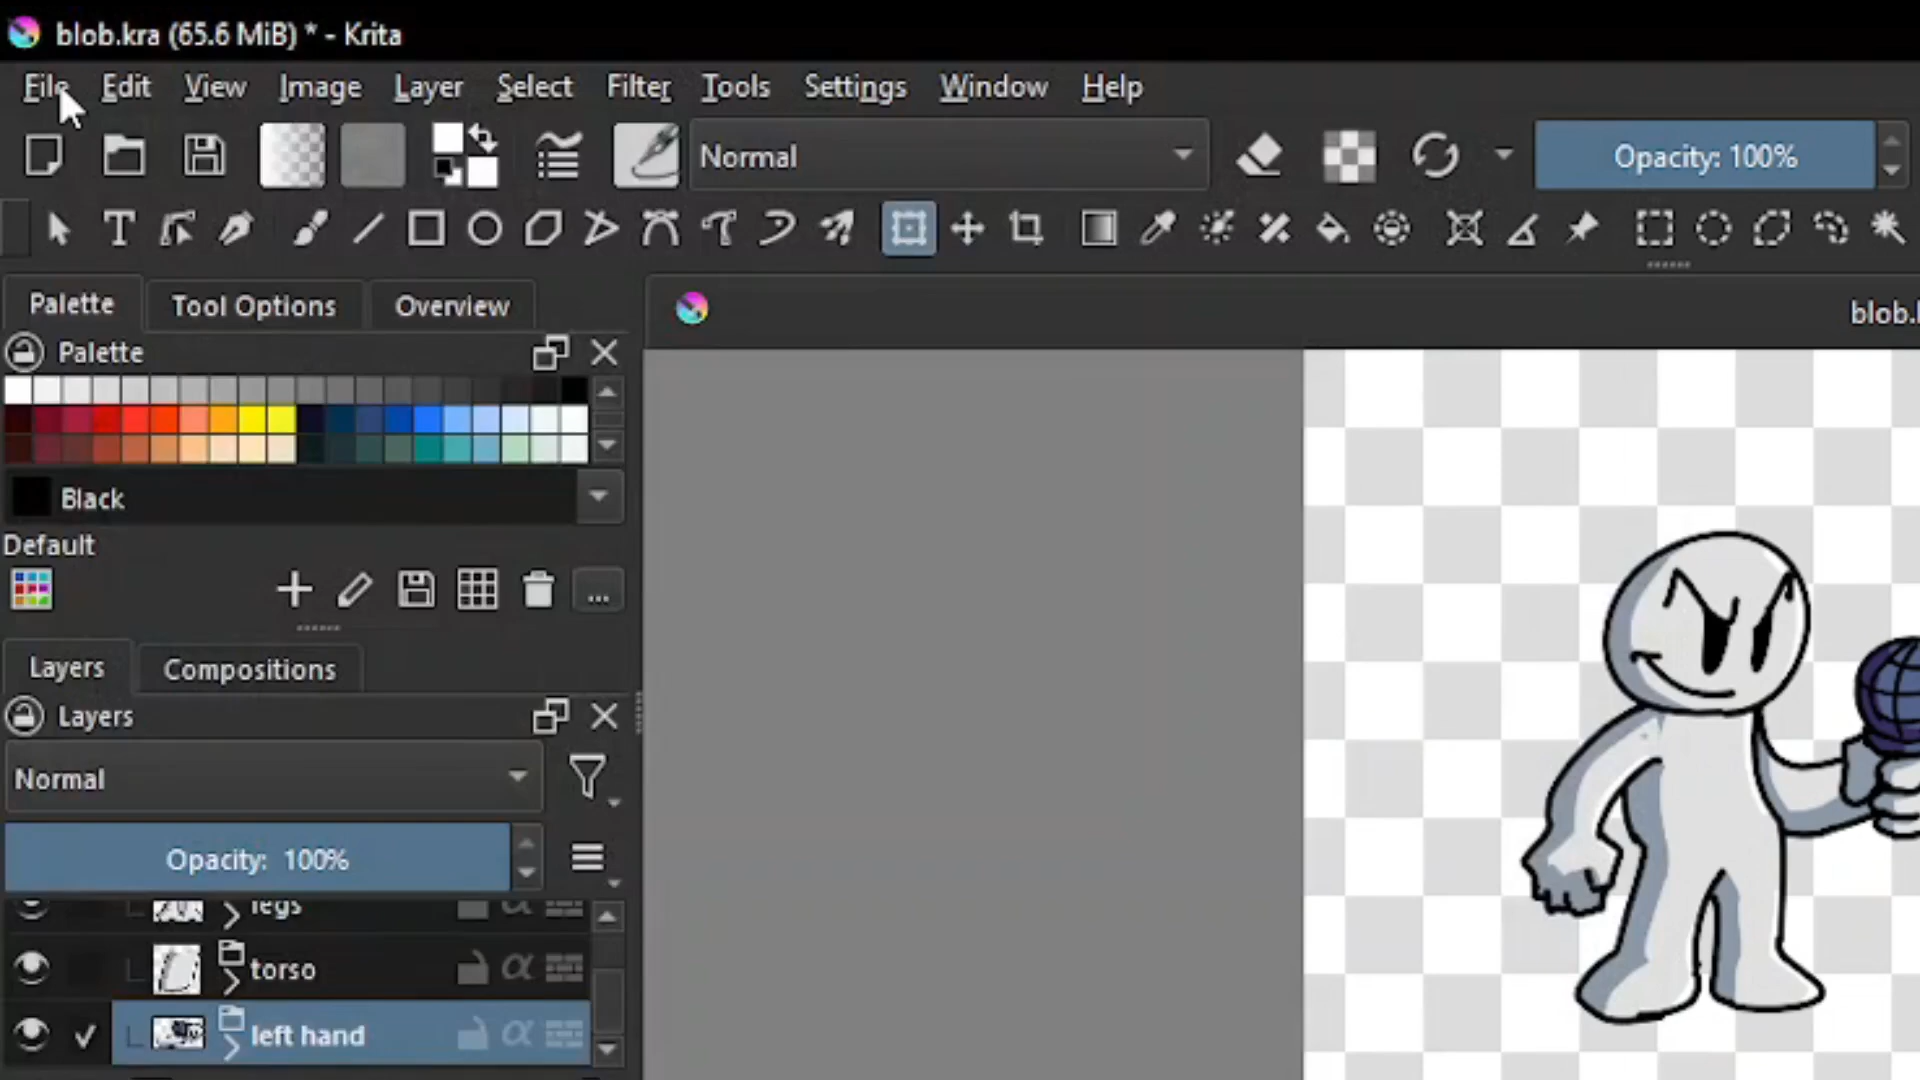 blob.kra (65.6 MiB) * - Krita
File Edit View Image Layer Select Filter Tools Settings Window Help
Normal
Opacity: 100%
Palette Tool Options Overview
Palette
Black
Default
...
Layers Compositions
Layers
Normal
Opacity: 100%
legs
torso
left hand